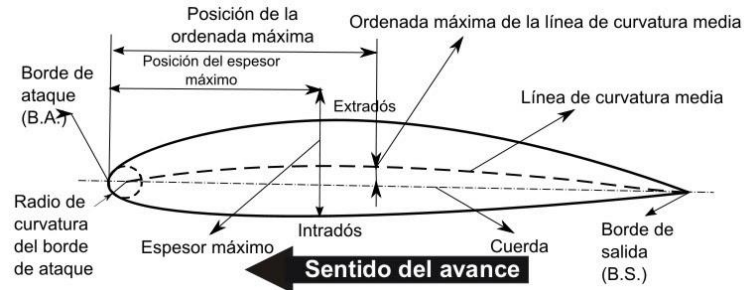 Posición de la
ordenada máxima
Ordenada máxima de la línea de curvatura media
Posición del espesor
máximo
Borde de
ataque
(B.A.)
Extradós
Línea de curvatura media
Radio de
curvatura
del borde
de ataque
Espesor máximo
Intradós
Cuerda
Borde de
salida
(B.S.)
Sentido del avance